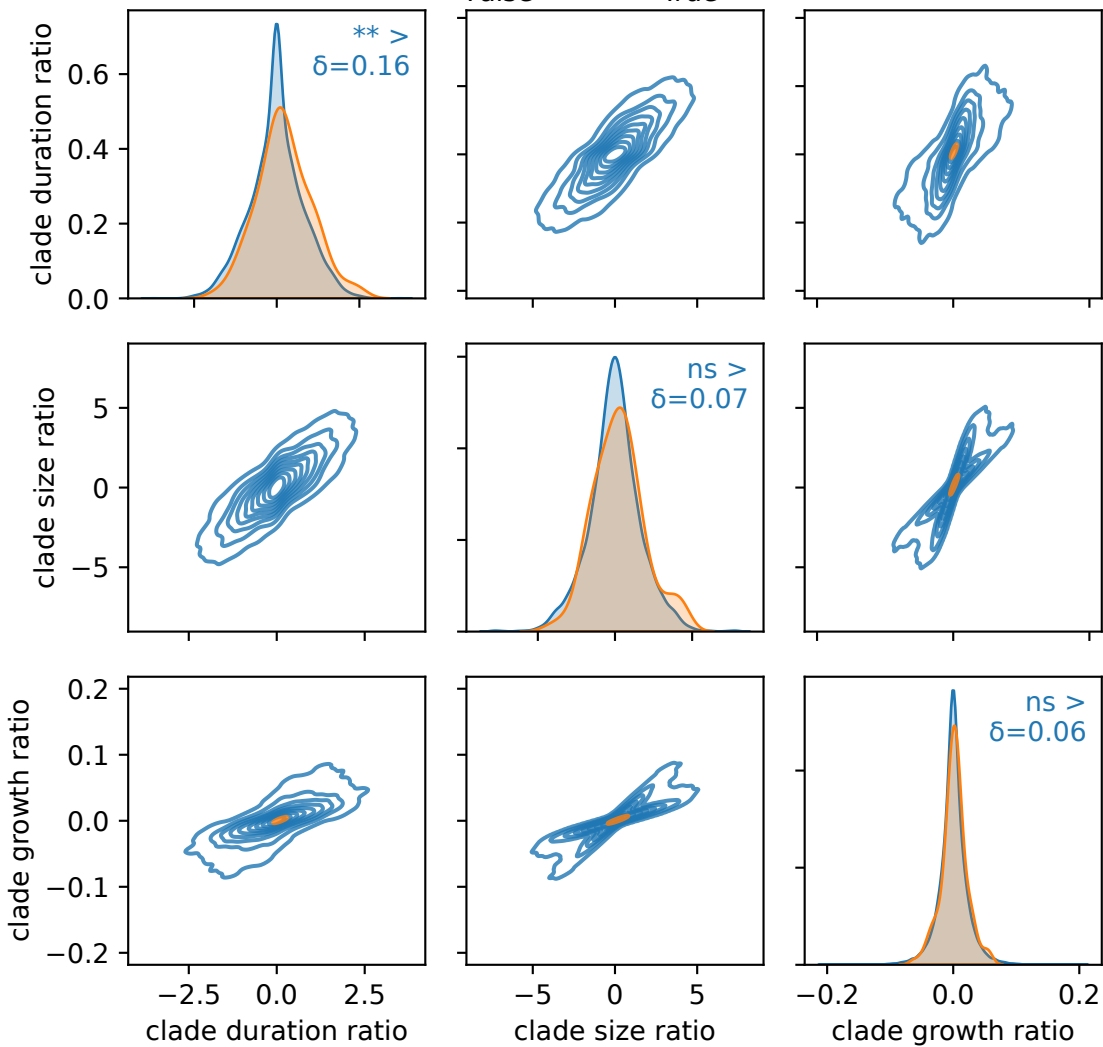 ** >
δ=0.16
clade duration ratio
0.6
0.4
0.2
0.0
ns >
δ=0.07
clade size ratio
5
0
−5
ns >
δ=0.06
clade growth ratio
0.2
0.1
0.0
−0.1
−0.2
−2.5 0.0 2.5 −5 0 5 −0.2 0.0 0.2
clade duration ratio clade size ratio clade growth ratio